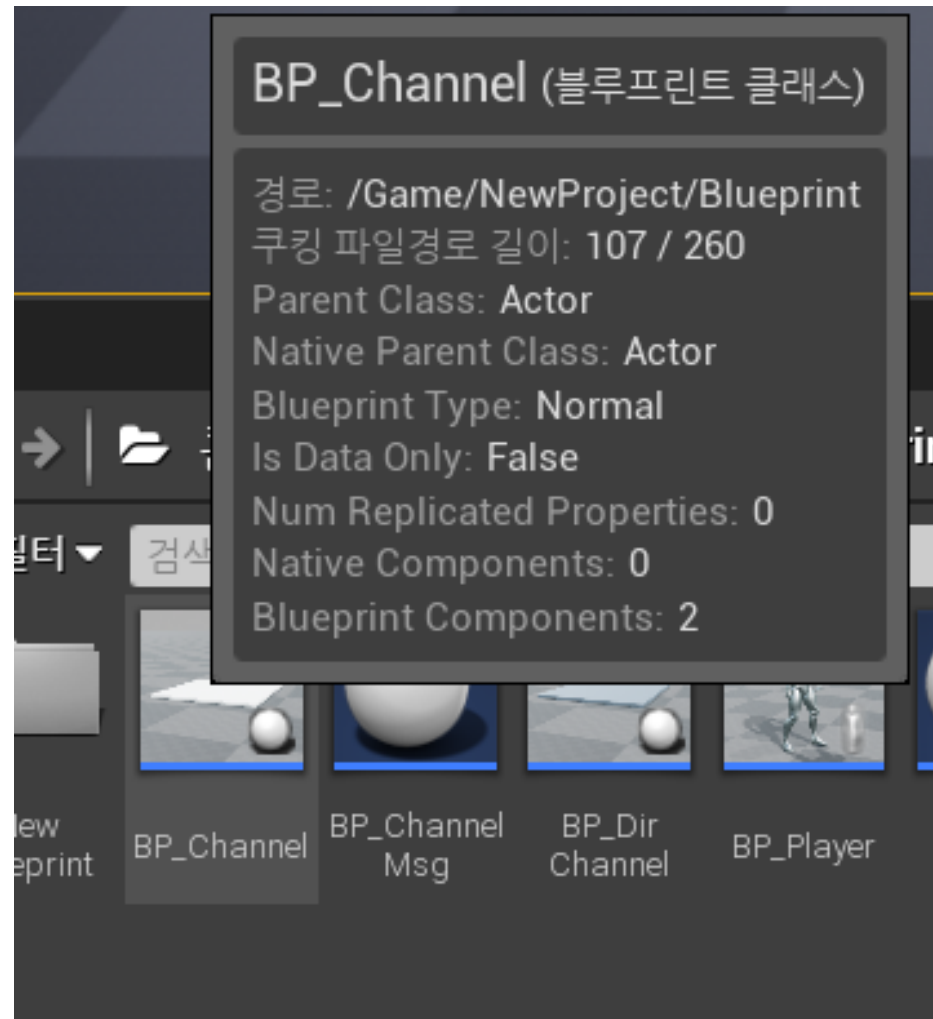 BP_Channel (블루프린트 클래스)
경로: /Game/NewProject/Blueprint
쿠킹 파일경로 길이: 107 / 260
Parent Class: Actor
Native Parent Class: Actor
Blueprint Type: Normal
Is Data Only: False
Num Replicated Properties: 0
Native Components: 0
Blueprint Components: 2
검색
BP_Channel
BP_Channel
Msg
BP_Dir
Channel
BP_Player